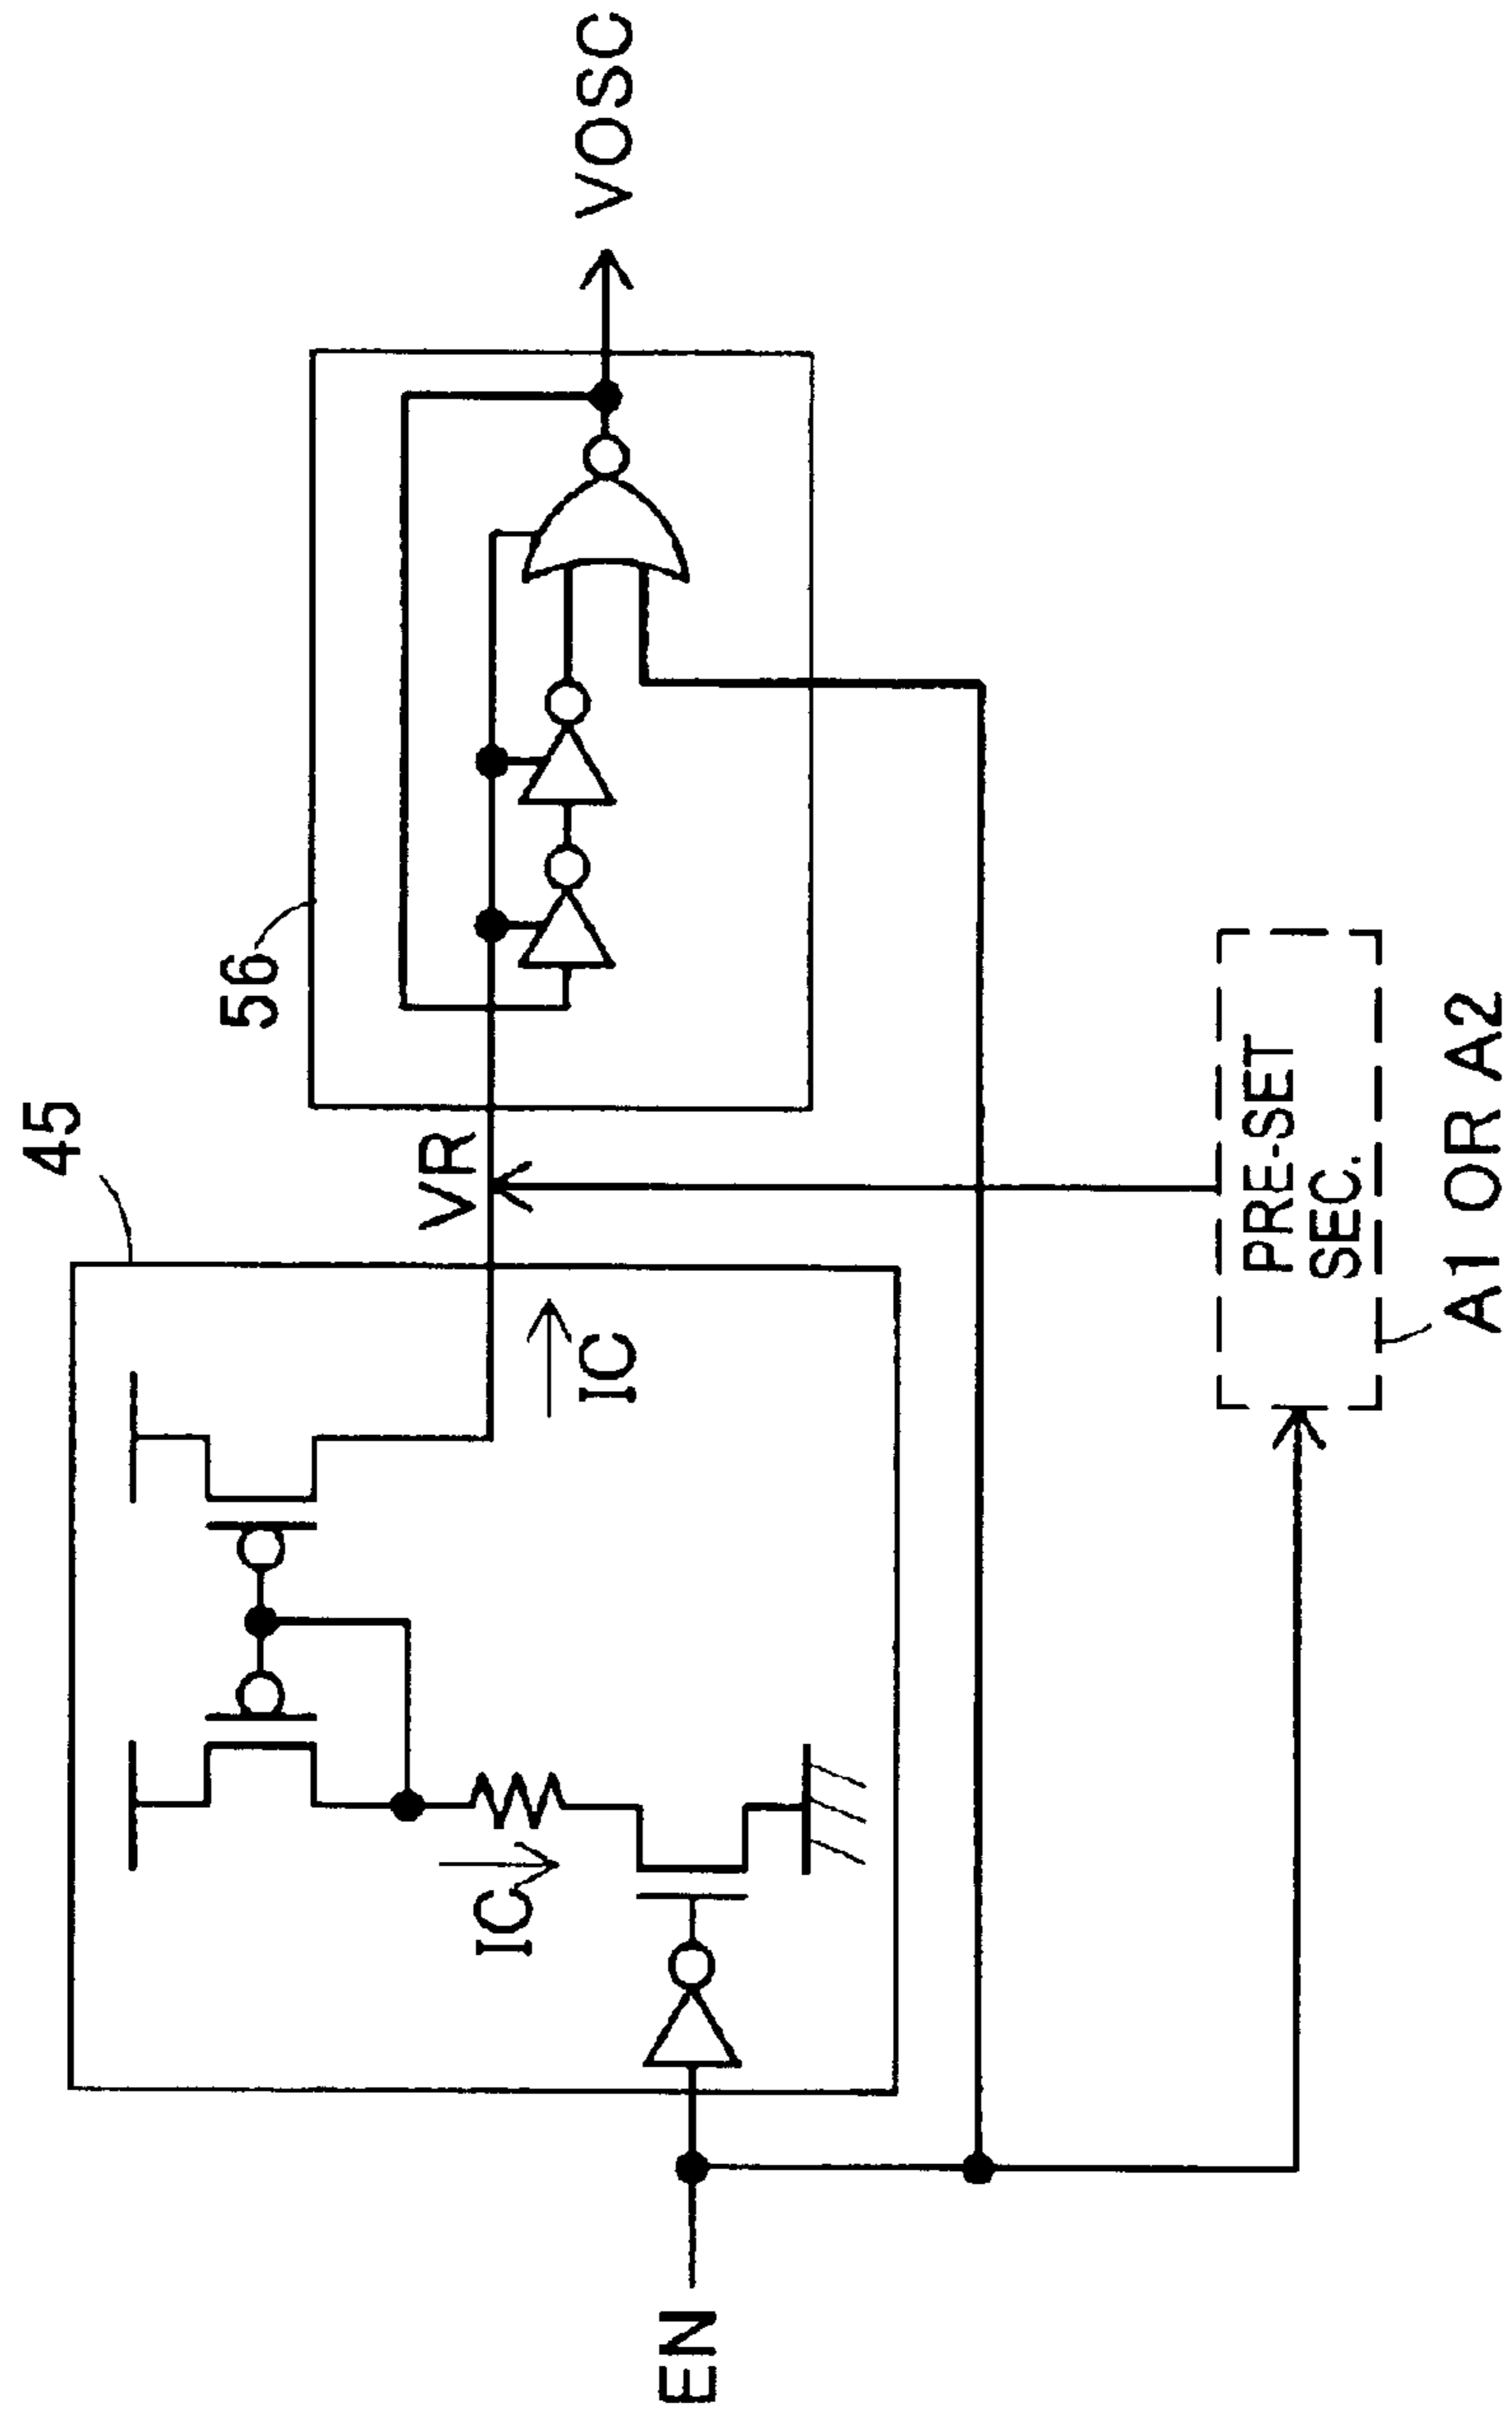 45
56
VR
VOSC
IC
IC
EN
PRE-SET
SEC.
A1 OR A2